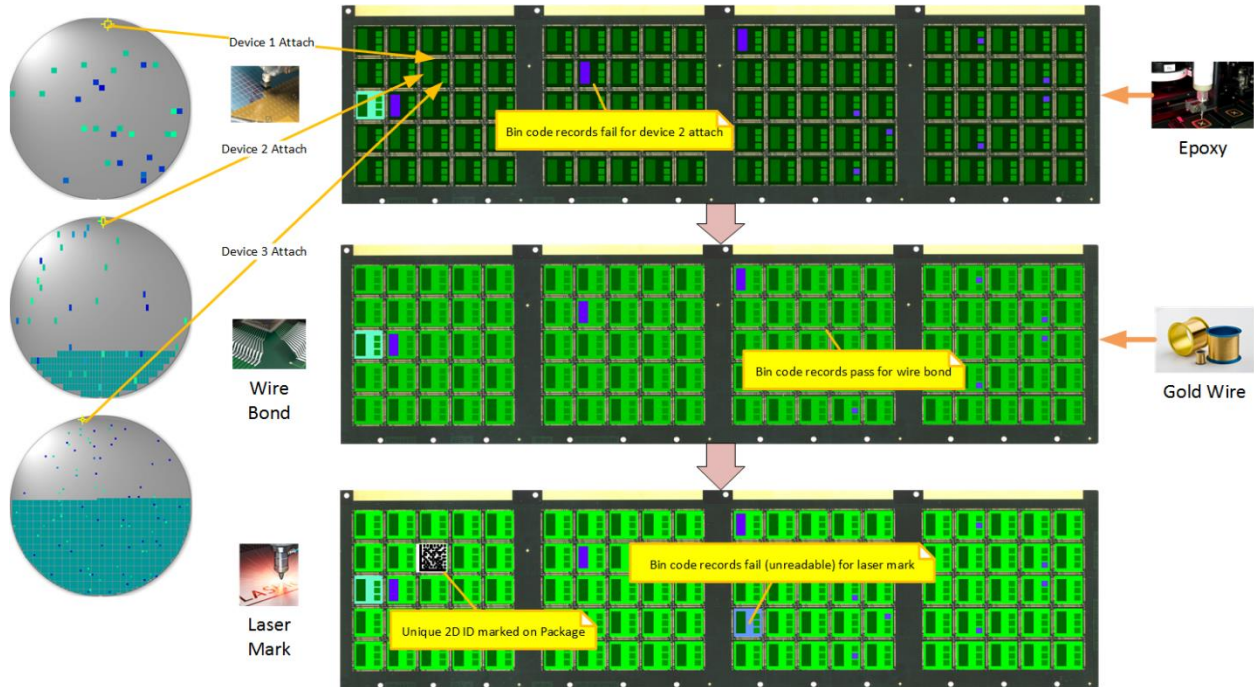 Device 1 Attach
Device 2 Attach
Bin code records fail for device 2 attach
Epoxy
Device 3 Attach
Wire
Bond
Bin code records pass for wire bond
Gold Wire
Bin code records fail (unreadable) for laser mark
LAS
Unique 2D ID marked on Package
Laser
Mark